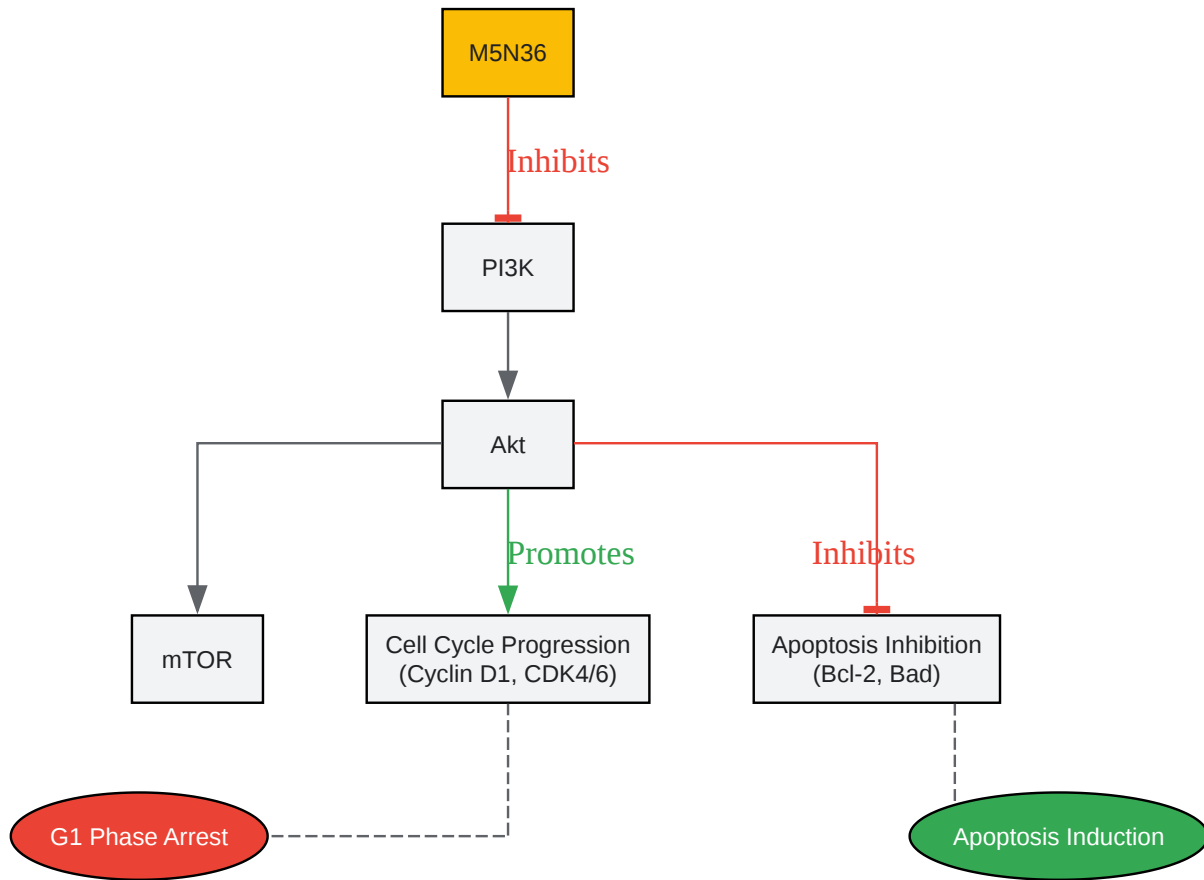 M5N36
Inhibits
PI3K
Akt
Promotes
Inhibits
mTOR
Cell Cycle Progression
(Cyclin D1, CDK4/6)
Apoptosis Inhibition
(Bcl-2, Bad)
G1 Phase Arrest
Apoptosis Induction